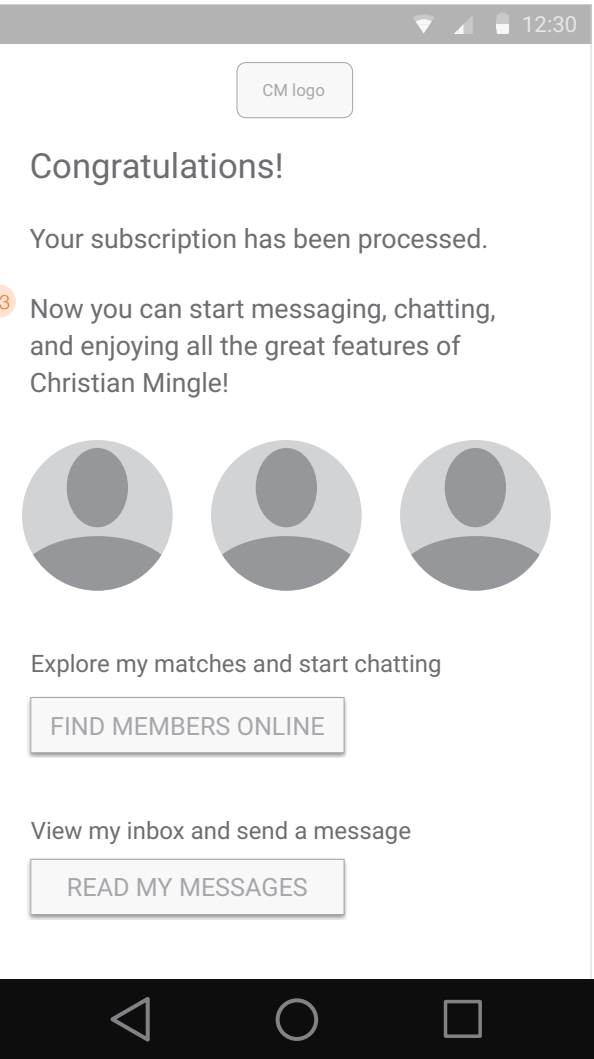 12:30
CM logo
Congratulations!
Your subscription has been processed.
3
Now you can start messaging, chatting,
and enjoying all the great features of
Christian Mingle!
Explore my matches and start chatting
FIND MEMBERS ONLINE
View my inbox and send a message
READ MY MESSAGES